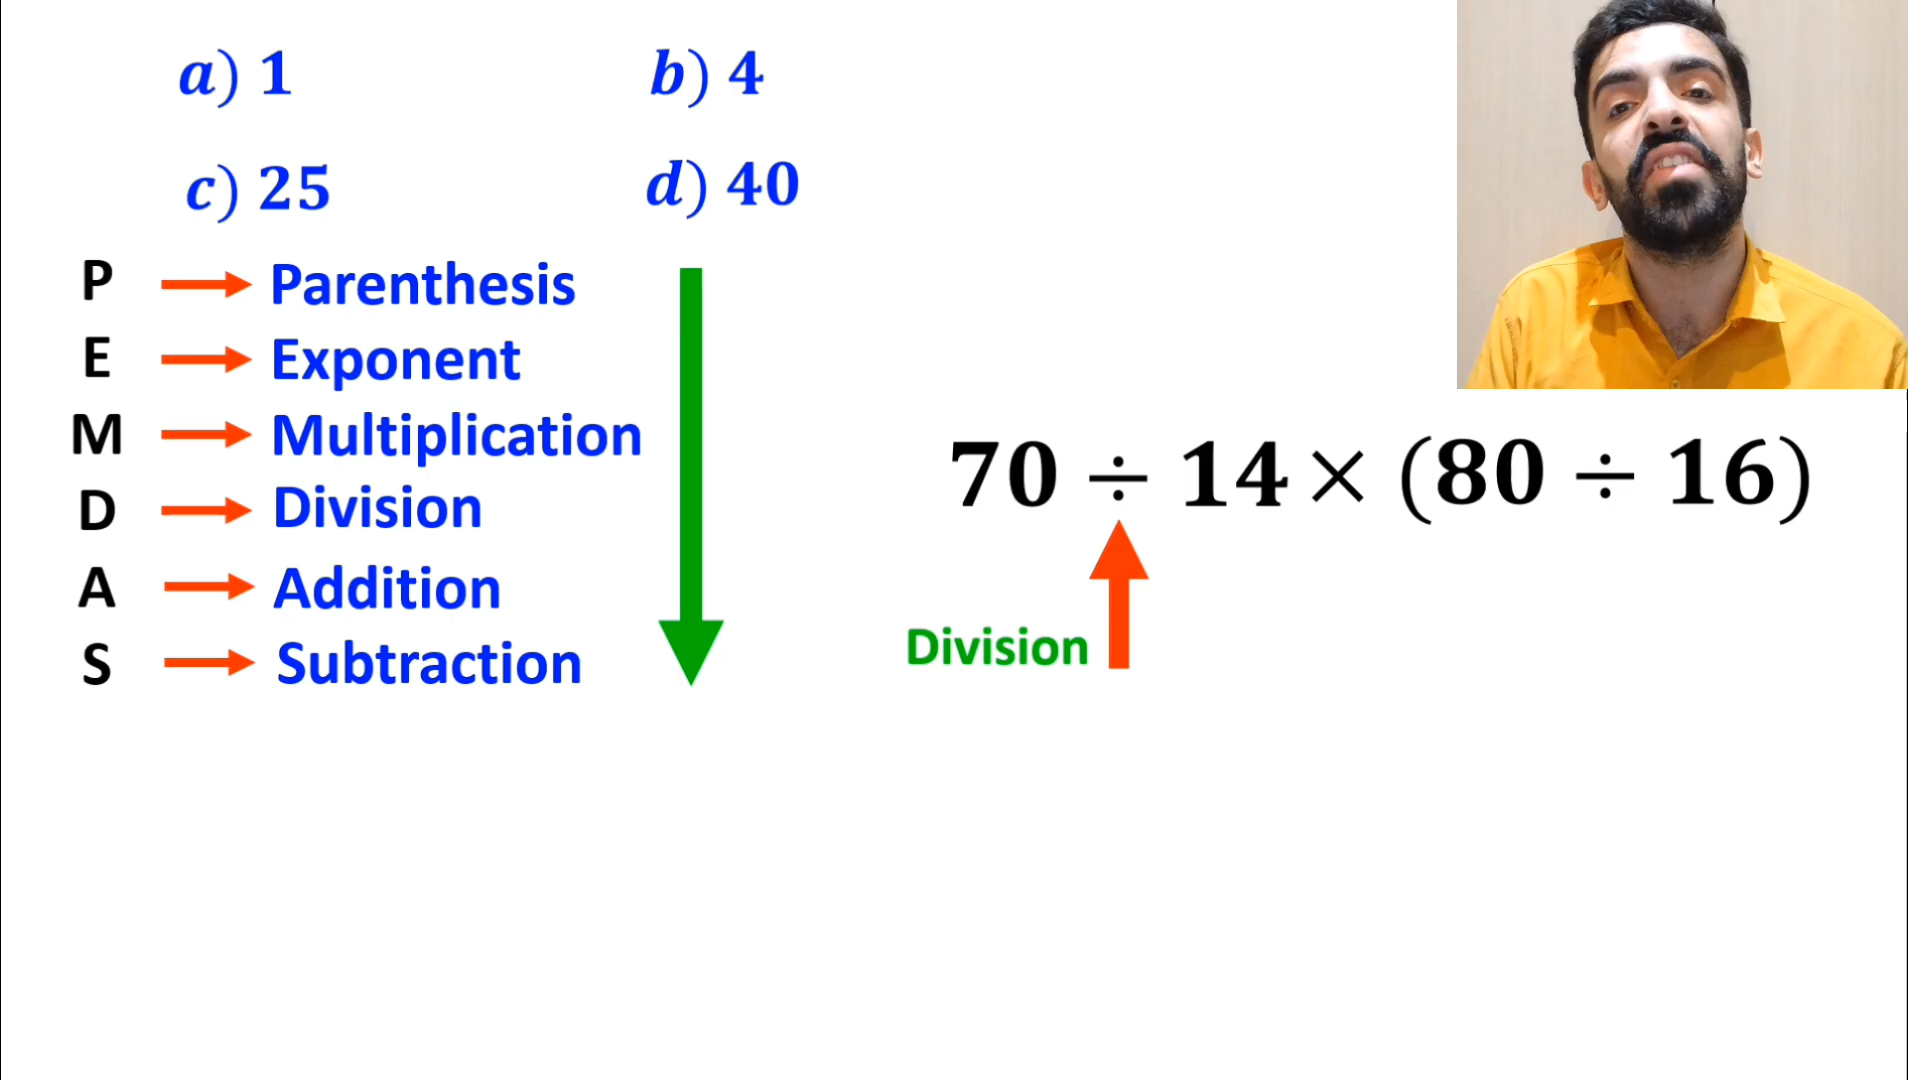 a) 1 b) 4
c) 25 d) 40
P → Parenthesis
E → Exponent
M → Multiplication
D → Division
A → Addition
S → Subtraction
70 ÷ 14 × (80 ÷ 16)
Division